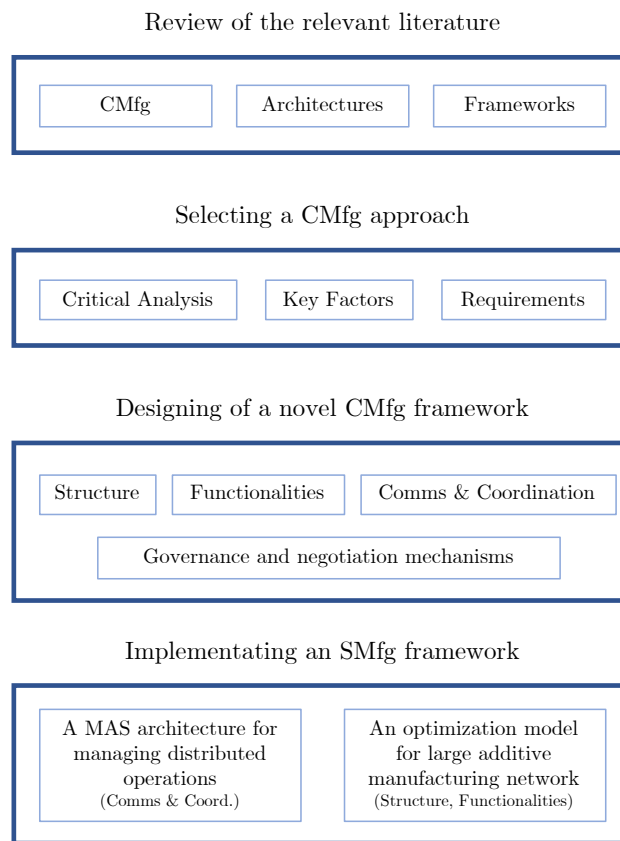 Review of the relevant literature
CMfg
Architectures
Frameworks
Selecting a CMfg approach
Critical Analysis
Key Factors
Requirements
Designing of a novel CMfg framework
Structure
Functionalities
Comms & Coordination
Governance and negotiation mechanisms
Implementating an SMfg framework
A MAS architecture for
managing distributed
operations
(Comms & Coord.)
An optimization model
for large additive
manufacturing network
(Structure, Functionalities)